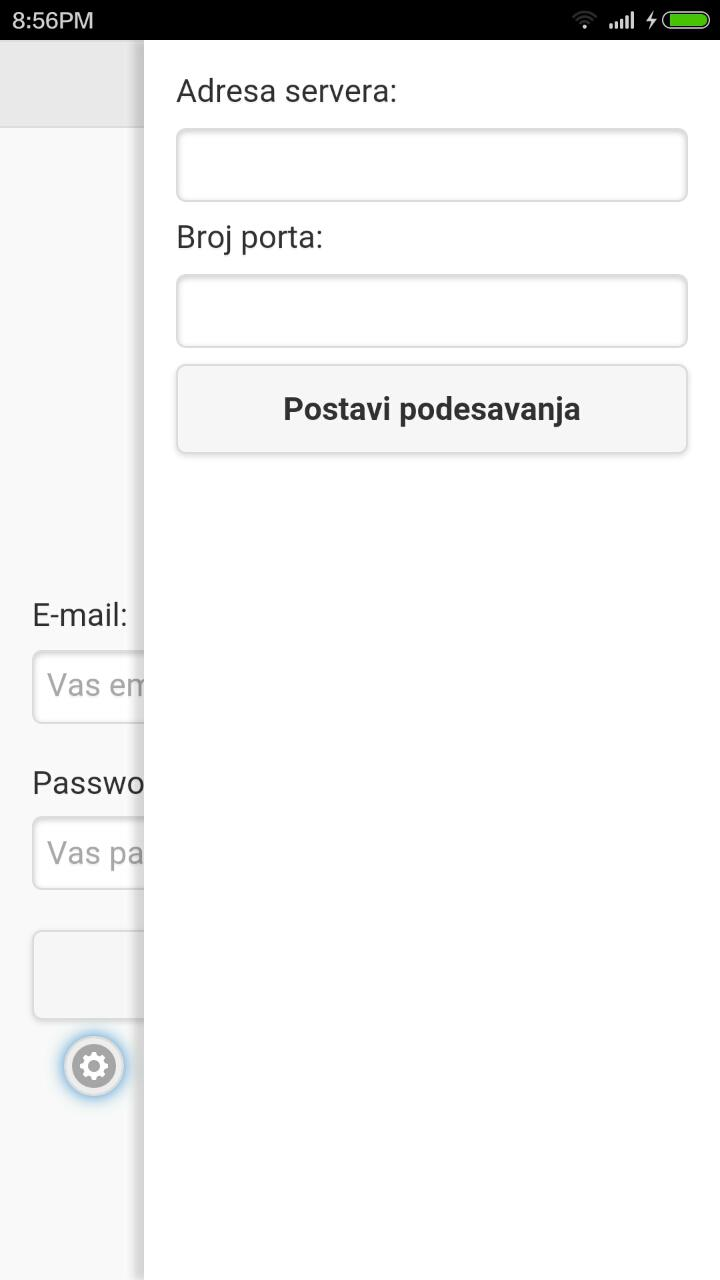 8:56PM
Adresa servera:
Broj porta:
Postavi podesavanja
E-mail:
Vas em
Passwo
Vas pa